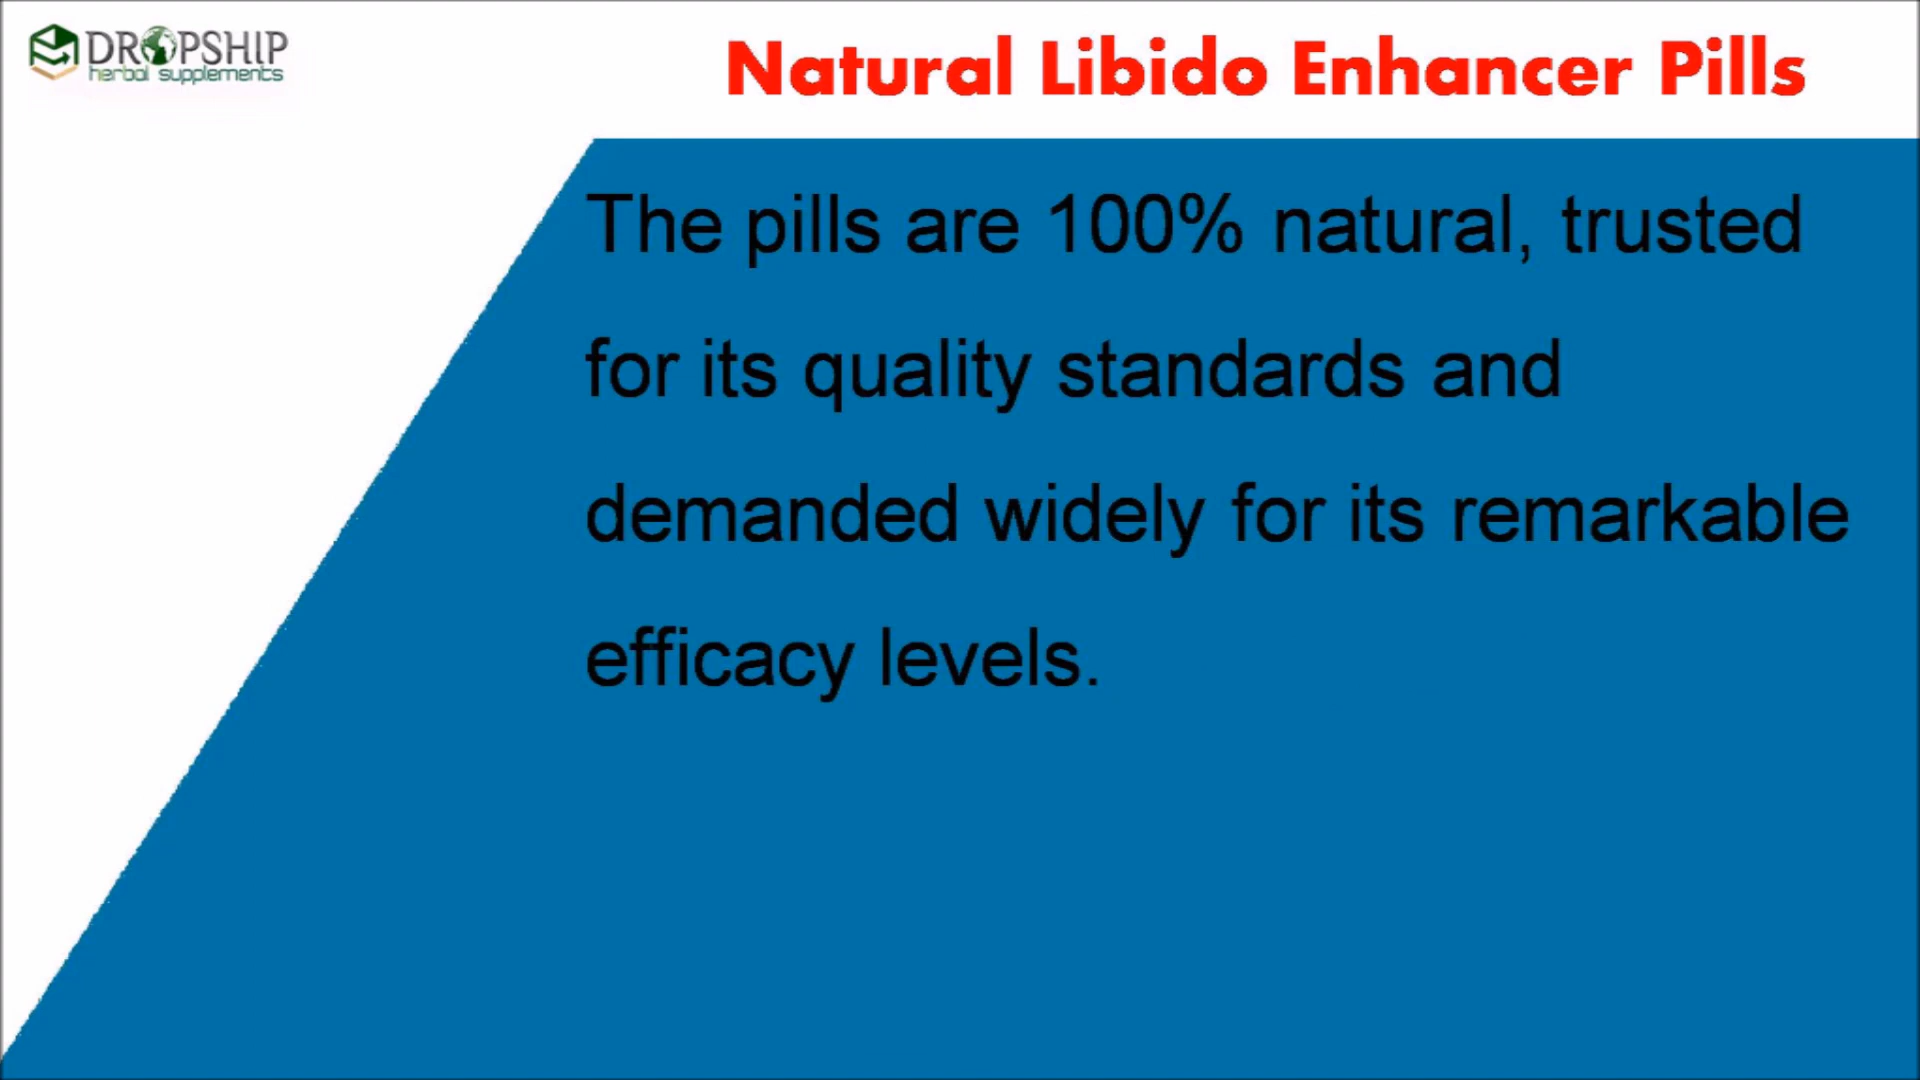 DROPSHIP
herbal supplements
Natural Libido Enhancer Pills
The pills are 100% natural, trusted
for its quality standards and
demanded widely for its remarkable
efficacy levels.